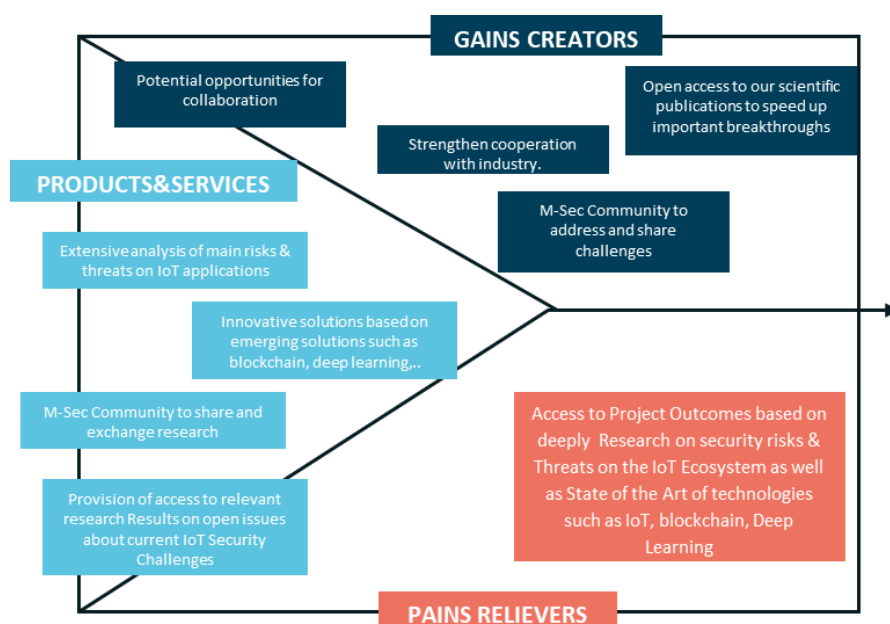 GAINS CREATORS
Potential opportunities for
collaboration
Open access to our scientific
publications to speed up
important breakthroughs
Strengthen cooperation
with industry.
M-Sec Community to
address and share
challenges
PRODUCTS&SERVICES
Extensive analysis of main risks &
threats on IoT applications
Innovative solutions based on
emerging solutions such as
blockchain, deep learning,..
M-Sec Community to share and
exchange research
Provision of access to relevant
research Results on open issues
about current IoT Security
Challenges
Access to Project Outcomes based on
deeply Research on security risks &
Threats on the IoT Ecosystem as well
as State of the Art of technologies
such as IoT, blockchain, Deep
Learning
PAINS RELIEVERS